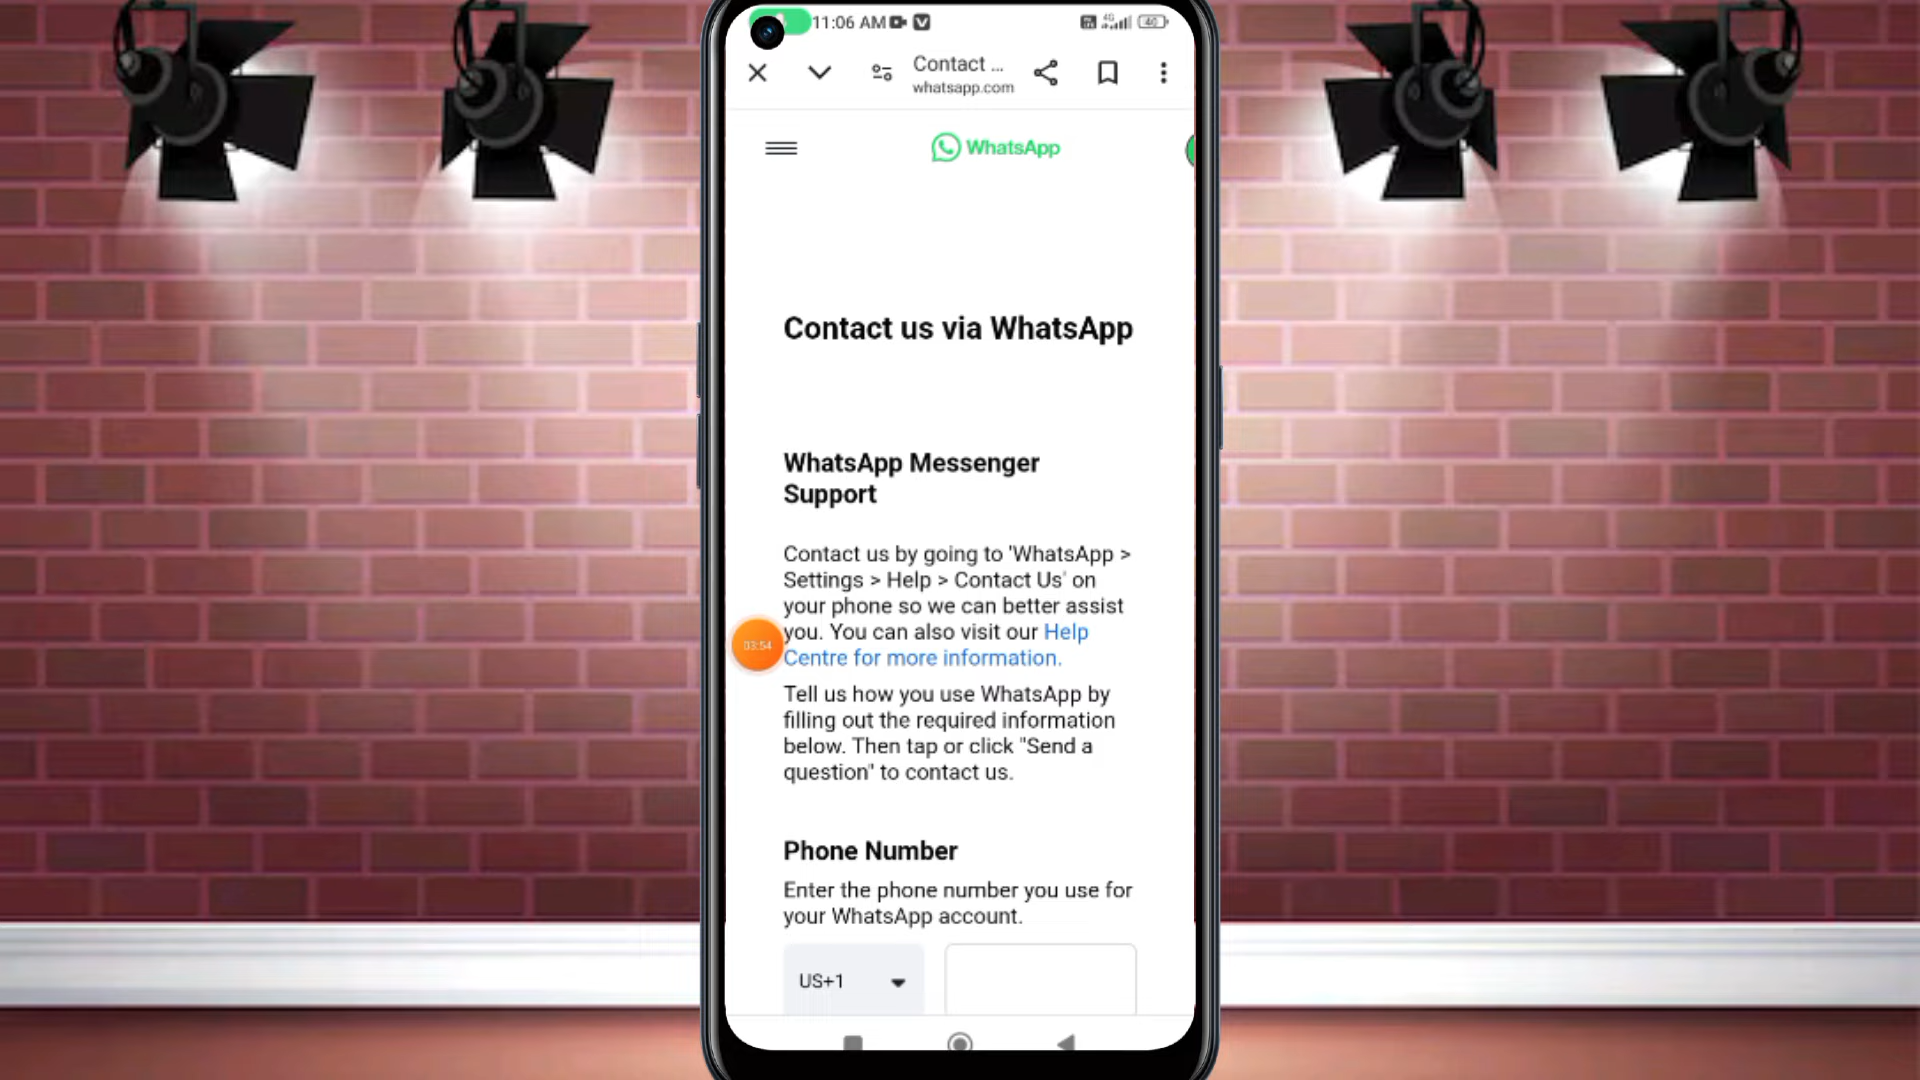 11:06 AM
4G
40
Contact ...
whatsapp.com
WhatsApp
Contact us via WhatsApp
WhatsApp Messenger
Support
Contact us by going to 'WhatsApp >
Settings > Help > Contact Us' on
your phone so we can better assist
you. You can also visit our Help
03:54
Centre for more information.
Tell us how you use WhatsApp by
filling out the required information
below. Then tap or click "Send a
question" to contact us.
Phone Number
Enter the phone number you use for
your WhatsApp account.
US+1